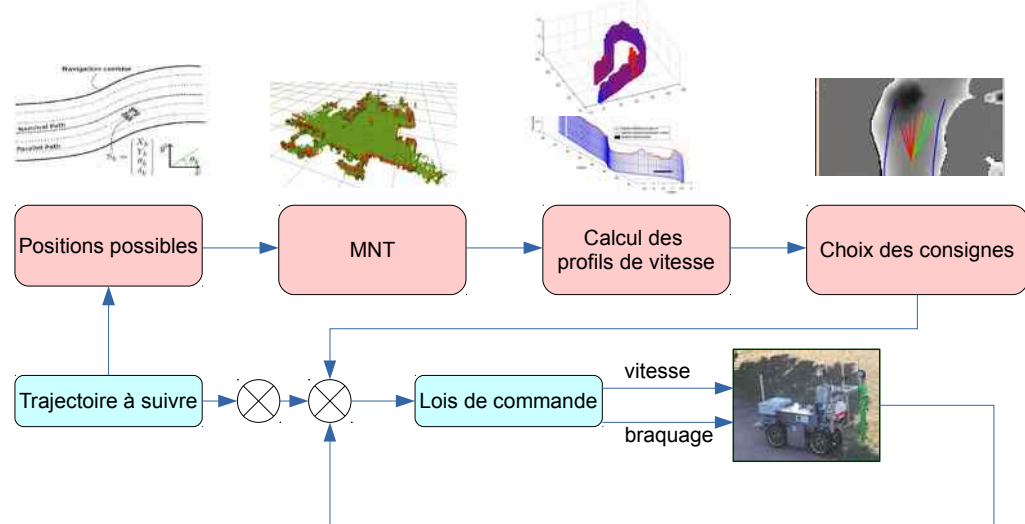 Navigation corridor
Nominal Path
Parallel Path
Positions possibles
MNT
Calcul des
profils de vitesse
Choix des consignes
Trajectoire à suivre
Lois de commande
vitesse
braquage